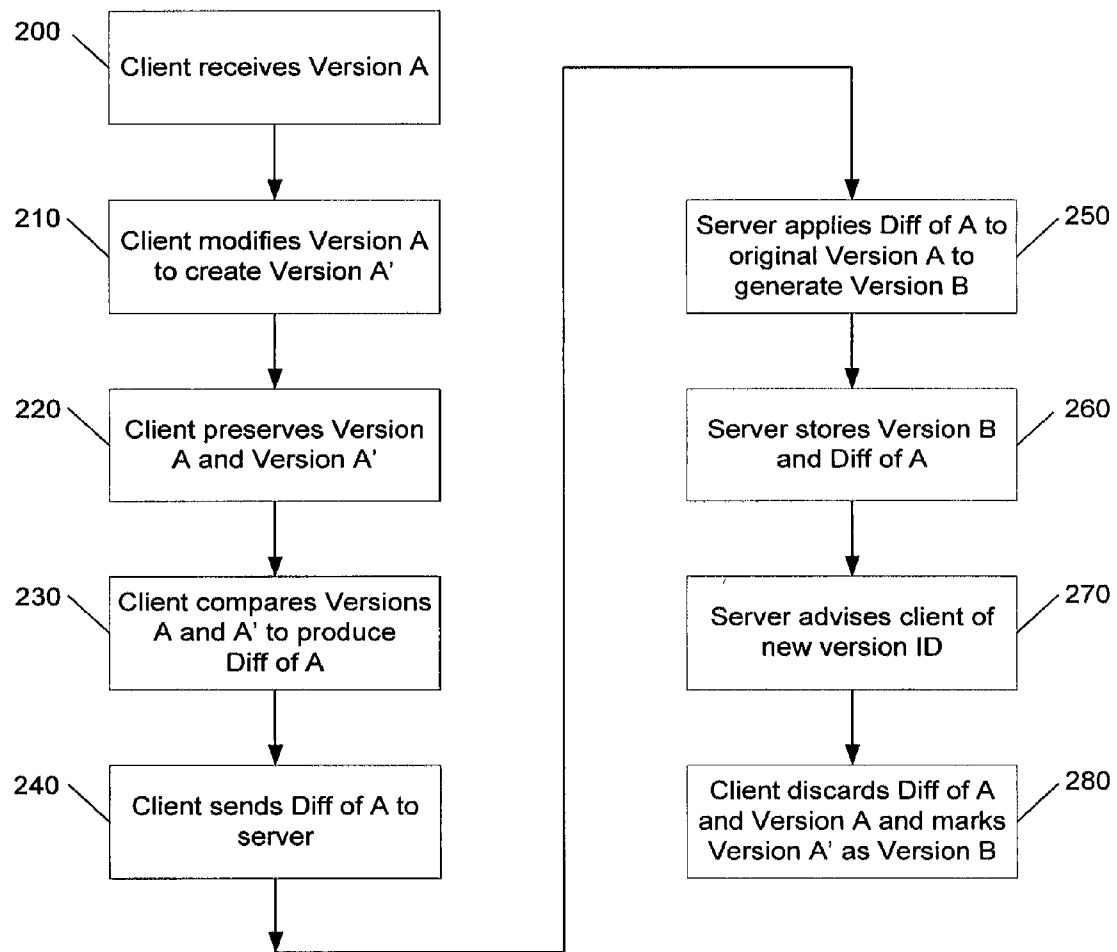 200
Client receives Version A
210
Client modifies Version A
to create Version A'
220
Client preserves Version
A and Version A'
230
Client compares Versions
A and A' to produce
Diff of A
240
Client sends Diff of A to
server
250
Server applies Diff of A to
original Version A to
generate Version B
260
Server stores Version B
and Diff of A
270
Server advises client of
new version ID
280
Client discards Diff of A
and Version A and marks
Version A' as Version B